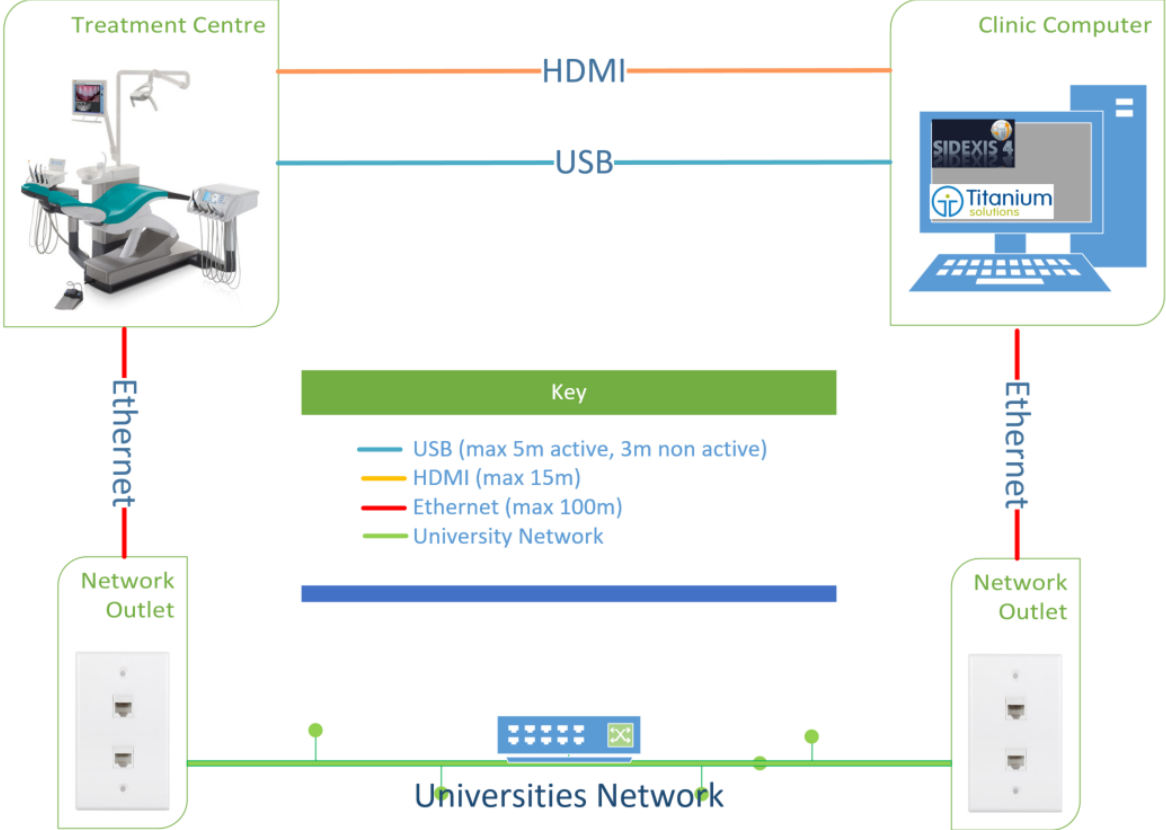 Treatment Centre
Clinic Computer
HDMI
USB
SIDEXIS 4
Titanium
solutions
Ethernet
Ethernet
Key
USB (max 5m active, 3m non active)
HDMI (max 15m)
Ethernet (max 100m)
University Network
Network
Outlet
Network
Outlet
Universities Network